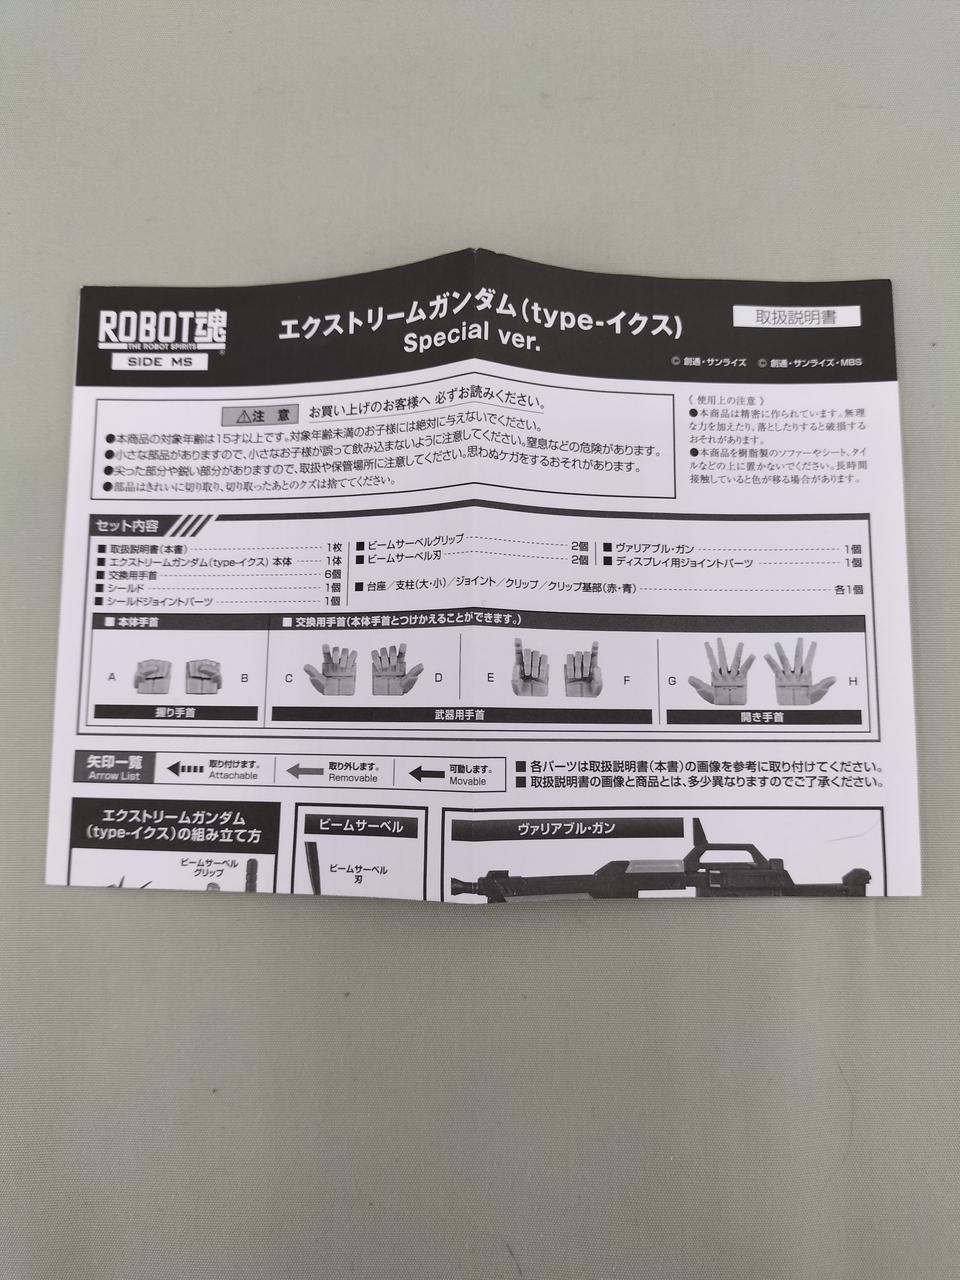 ROBOT魂
THE ROBOT SPIRITS
SIDE MS
エクストリームガンダム(type-イクス)
Special ver.
取扱説明書
© 創通・サンライズ © 創通・サンライズ・MBS
⚠注 意 お買い上げのお客様へ 必ずお読みください。
●本商品の対象年齢は15才以上です。対象年齢未満のお子様には絶対に与えないでください。
●小さな部品がありますので、小さなお子様が誤って飲み込まないように注意してください。窒息などの危険があります。
●尖った部分や鋭い部分がありますので、取扱や保管場所に注意してください。思わぬケガをするおそれがあります。
●部品はきれいに切り取り、切り取ったあとのクズは捨ててください。
《 使用上の注意 》
●本商品は精密に作られています。無理
な力を加えたり、落としたりすると破損する
おそれがあります。
●本商品を樹脂製のソファーやシート、タイ
ルなどの上に置かないでください。長時間
接触していると色が移る場合があります。
セット内容
■ 取扱説明書(本書) 1枚
■ エクストリームガンダム(type-イクス) 本体 1体
■ 交換用手首 6個
■ シールド 1個
■ シールドジョイントパーツ 1個
■ ビームサーベルグリップ 2個
■ ビームサーベル刃 2個
■ ヴァリアブル・ガン 1個
■ ディスプレイ用ジョイントパーツ 1個
■ 台座／支柱(大・小)／ジョイント／クリップ／クリップ基部(赤・青) 各1個
■ 本体手首
■ 交換用手首(本体手首とつけかえることができます。)
A B C D E F G H
握り手首
武器用手首
開き手首
矢印一覧
Arrow List
取り付けます。
Attachable
取り外します。
Removable
可動します。
Movable
■ 各パーツは取扱説明書(本書)の画像を参考に取り付けてください。
■ 取扱説明書の画像と商品とは、多少異なりますのでご了承ください。
エクストリームガンダム
(type-イクス)の組み立て方
ビームサーベル
グリップ
ビームサーベル
ビームサーベル
刃
ヴァリアブル・ガン